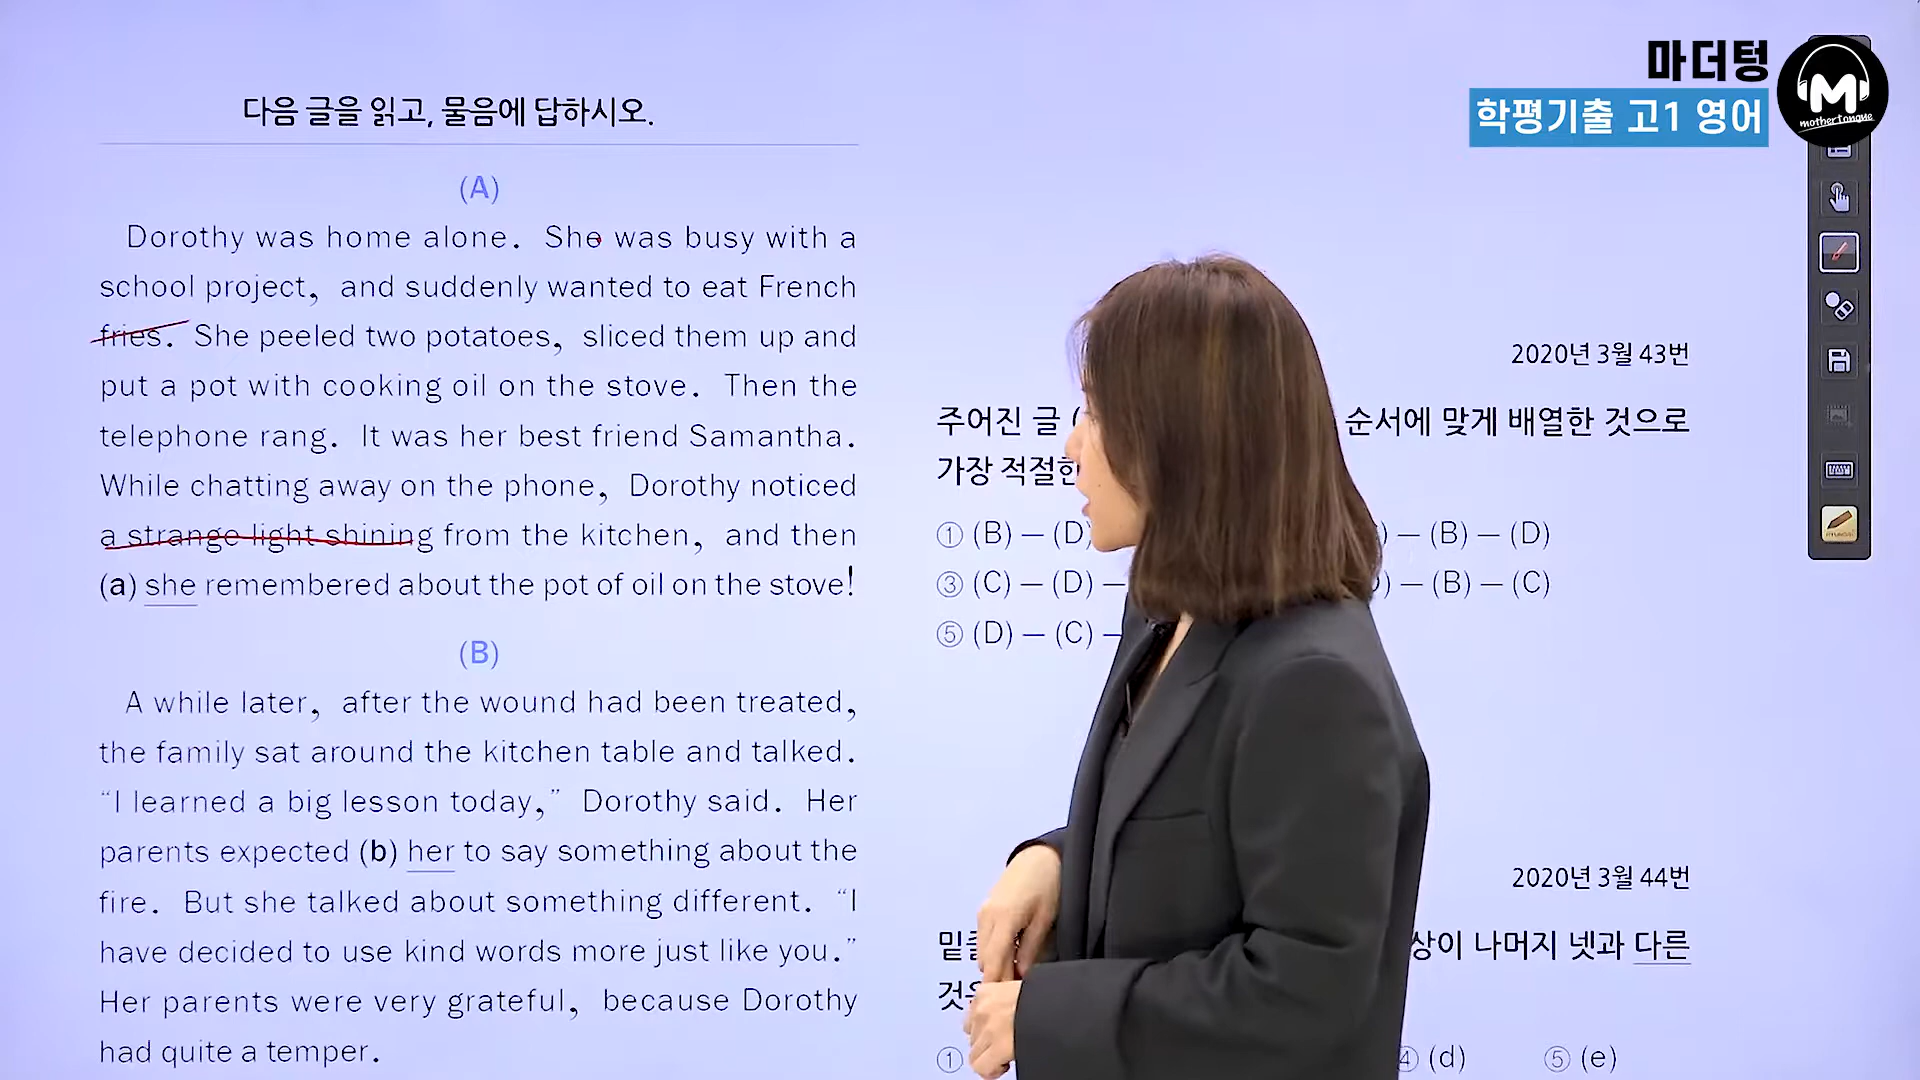 마더텅
학평기출 고1 영어
M
mothertongue
다음 글을 읽고, 물음에 답하시오.
(A)
Dorothy was home alone. She was busy with a
school project, and suddenly wanted to eat French
fries. She peeled two potatoes, sliced them up and
put a pot with cooking oil on the stove. Then the
telephone rang. It was her best friend Samantha.
While chatting away on the phone, Dorothy noticed
a strange light shining from the kitchen, and then
(a) she remembered about the pot of oil on the stove!
(B)
A while later, after the wound had been treated,
the family sat around the kitchen table and talked.
“I learned a big lesson today,” Dorothy said. Her
parents expected (b) her to say something about the
fire. But she talked about something different. “I
have decided to use kind words more just like you.”
Her parents were very grateful, because Dorothy
had quite a temper.
2020년 3월 43번
주어진 글 ( 순서에 맞게 배열한 것으로
가장 적절한
① (B) – (D) ) – (B) – (D)
③ (C) – (D) – ) – (B) – (C)
⑤ (D) – (C) –
2020년 3월 44번
밑줄 상이 나머지 넷과 다른
것은
① ④ (d) ⑤ (e)